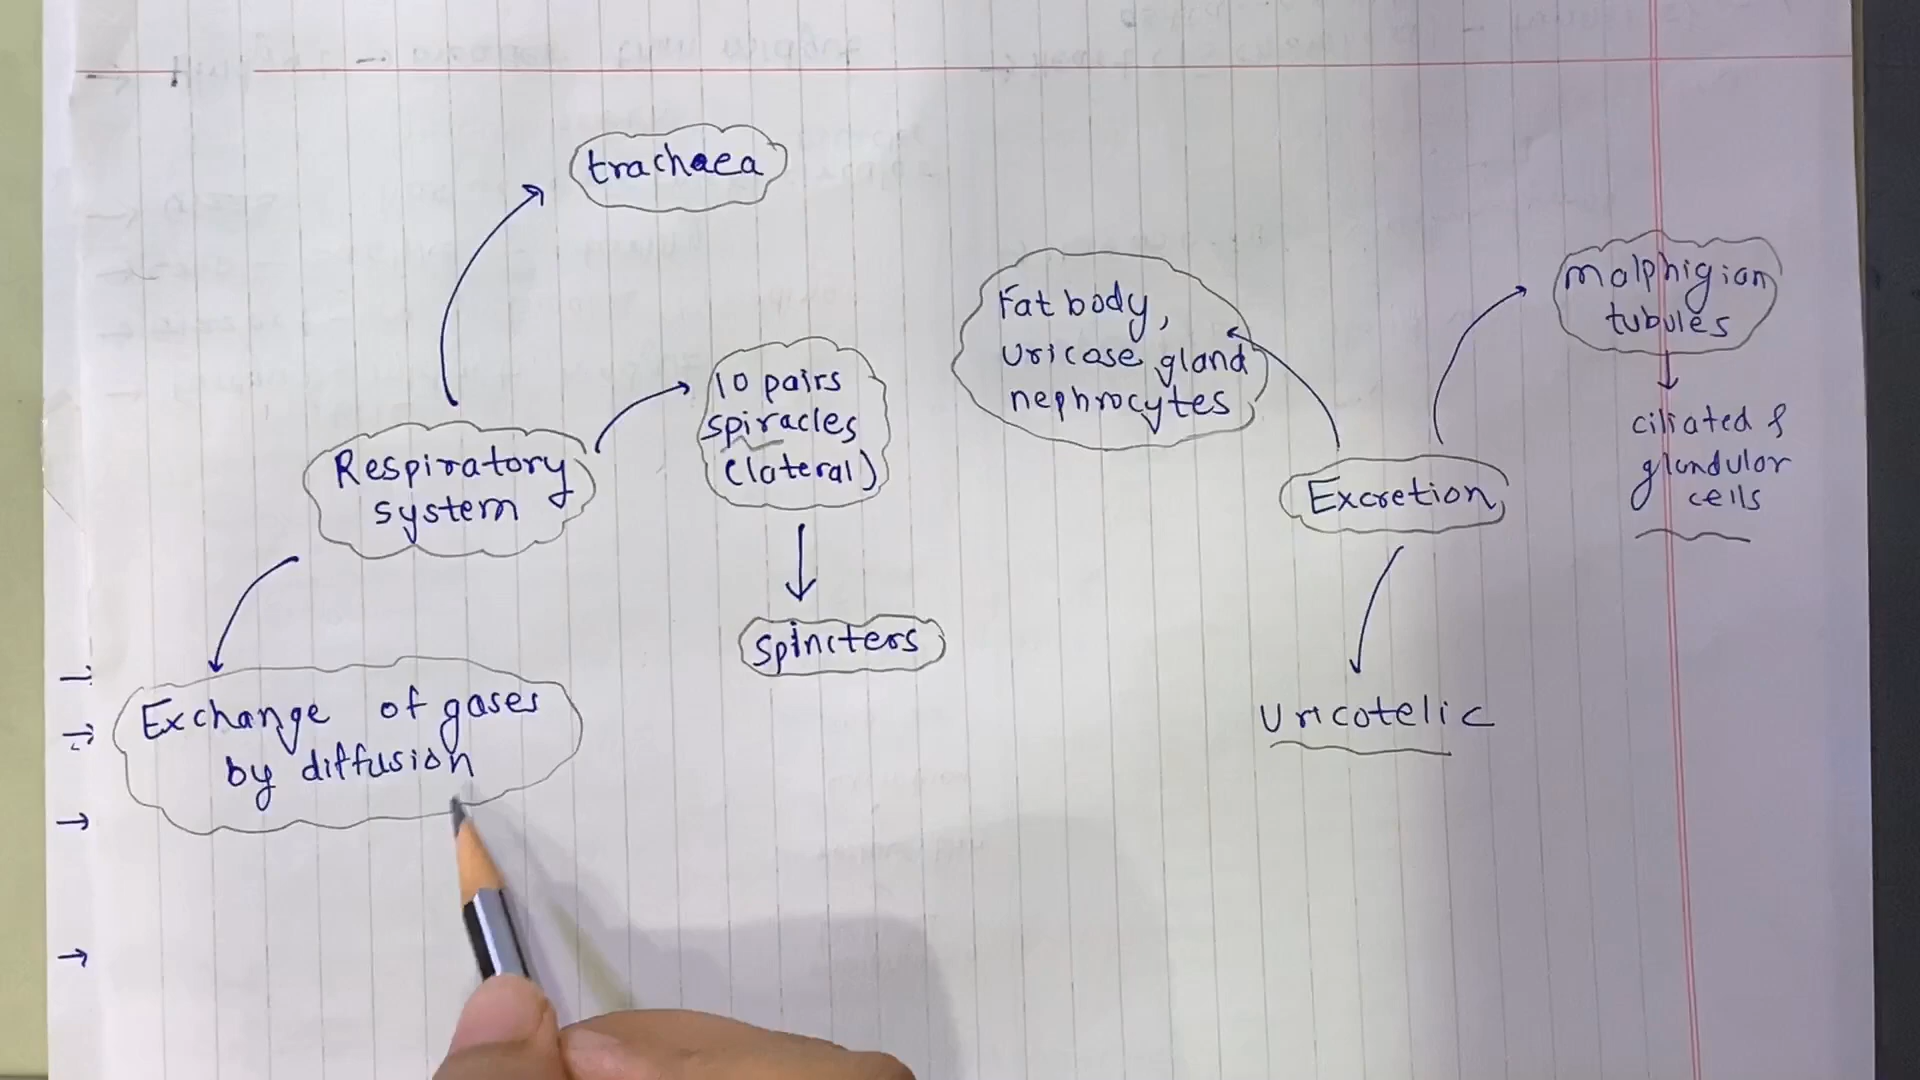 trachaea
Respiratory
system
10 pairs
spiracles
(lateral)
spincters
Exchange of gases
by diffusion
Fat body,
uricose gland
nephrocytes
Excretion
malphigian
tubules
ciliated &
glandular
cells
Uricotelic